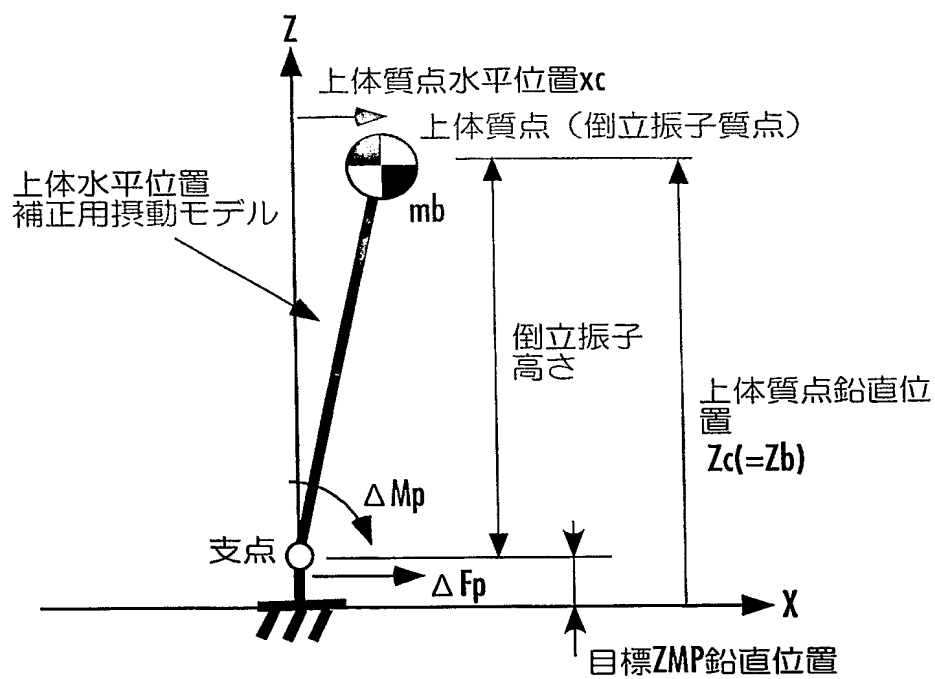 Z
上体質点水平位置xc
上体質点（倒立振子質点）
上体水平位置
補正用摂動モデル
mb
倒立振子
高さ
上体質点鉛直位
置
Zc(=Zb)
ΔMp
支点
ΔFp
X
目標ZMP鉛直位置